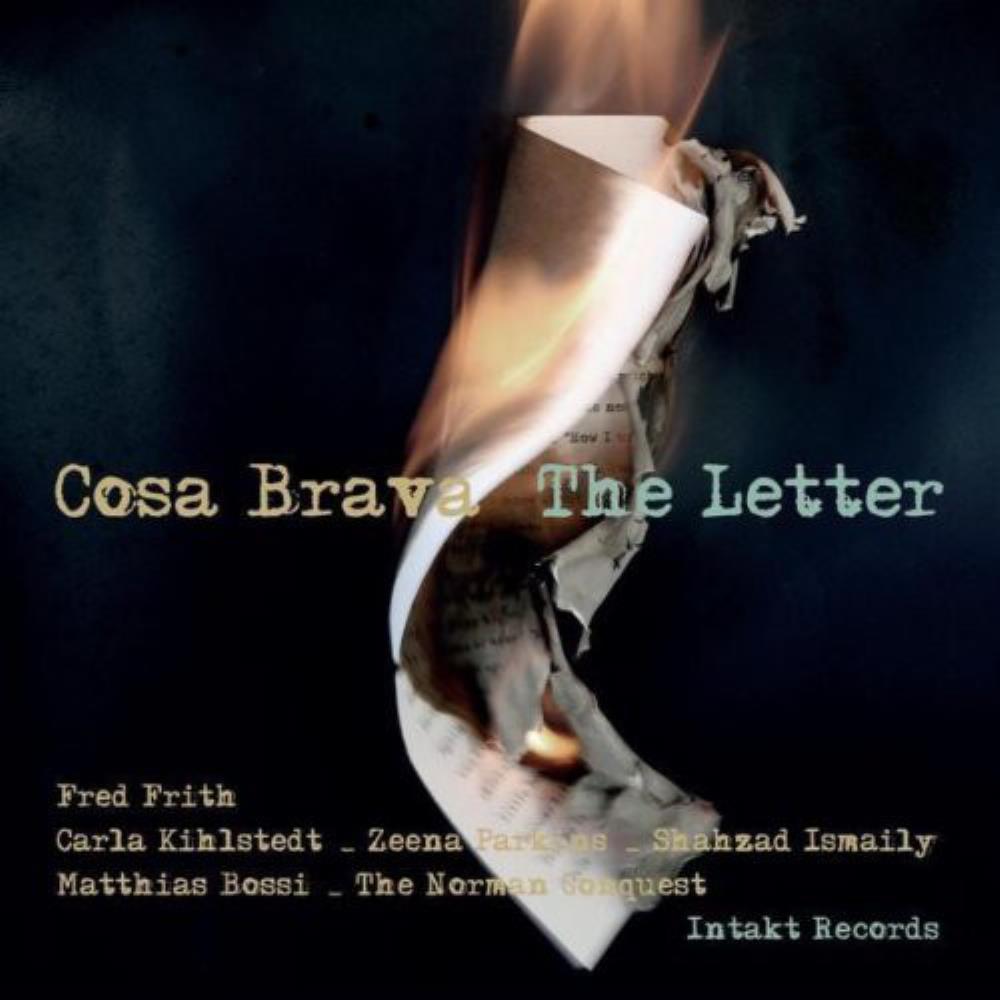 "How I
Cosa Brava The Letter
Fred Frith
Carla Kihlstedt _ Zeena Parkins _ Shahzad Ismaily
Matthias Bossi _ The Norman Conquest
Intakt Records